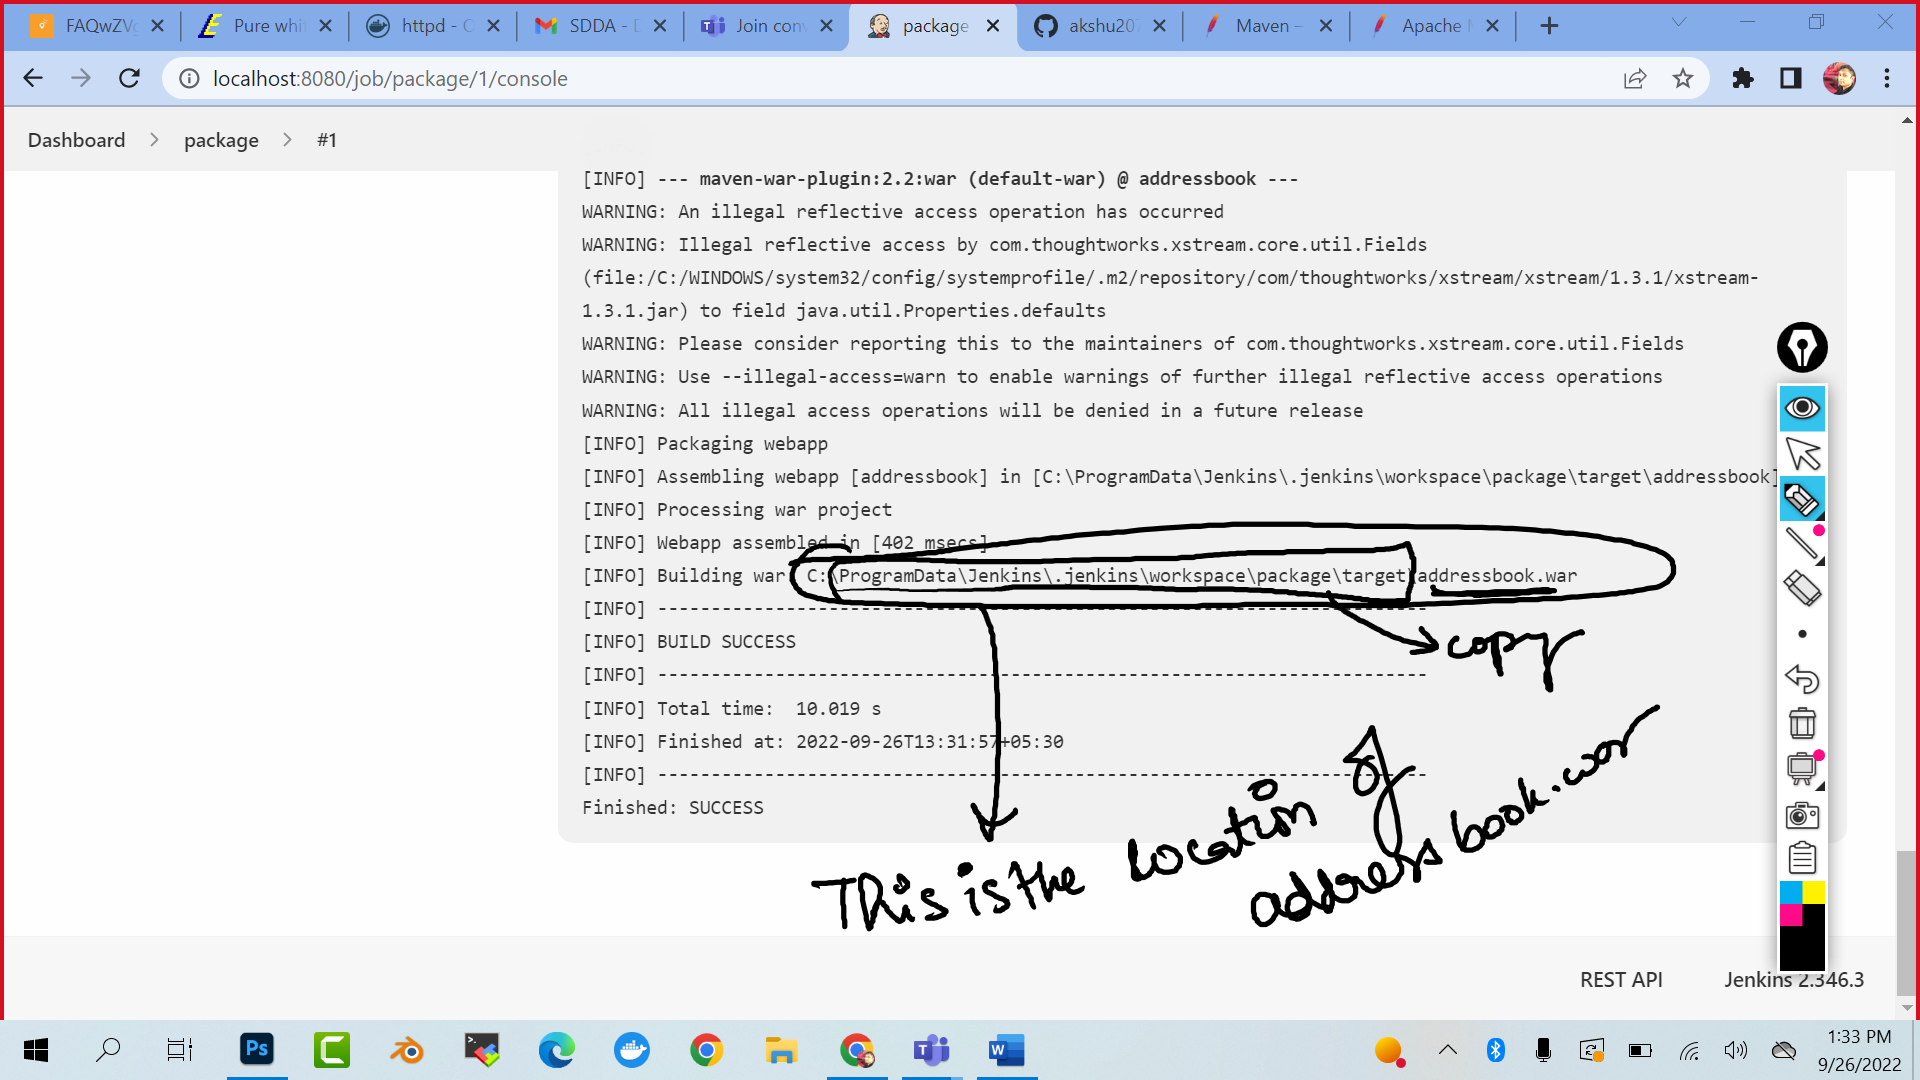 FAQwZVg
Pure whi
httpd - 
SDDA - 
Join con
package
akshu207
Maven –
Apache
localhost:8080/job/package/1/console
Dashboard > package > #1
[INFO] --- maven-war-plugin:2.2:war (default-war) @ addressbook ---
WARNING: An illegal reflective access operation has occurred
WARNING: Illegal reflective access by com.thoughtworks.xstream.core.util.Fields
(file:/C:/WINDOWS/system32/config/systemprofile/.m2/repository/com/thoughtworks/xstream/xstream/1.3.1/xstream-
1.3.1.jar) to field java.util.Properties.defaults
WARNING: Please consider reporting this to the maintainers of com.thoughtworks.xstream.core.util.Fields
WARNING: Use --illegal-access=warn to enable warnings of further illegal reflective access operations
WARNING: All illegal access operations will be denied in a future release
[INFO] Packaging webapp
[INFO] Assembling webapp [addressbook] in [C:\ProgramData\Jenkins\.jenkins\workspace\package\target\addressbook]
[INFO] Processing war project
[INFO] Webapp assembled in [402 msecs]
[INFO] Building war: C:\ProgramData\Jenkins\.jenkins\workspace\package\target\addressbook.war
[INFO] ------------------------------------------------------------------------
[INFO] BUILD SUCCESS
copy
[INFO] ------------------------------------------------------------------------
[INFO] Total time:  10.019 s
[INFO] Finished at: 2022-09-26T13:31:57+05:30
[INFO] ------------------------------------------------------------------------
Finished: SUCCESS
This is the location of
addressbook.war
REST API
Jenkins 2.346.3
1:33 PM
9/26/2022